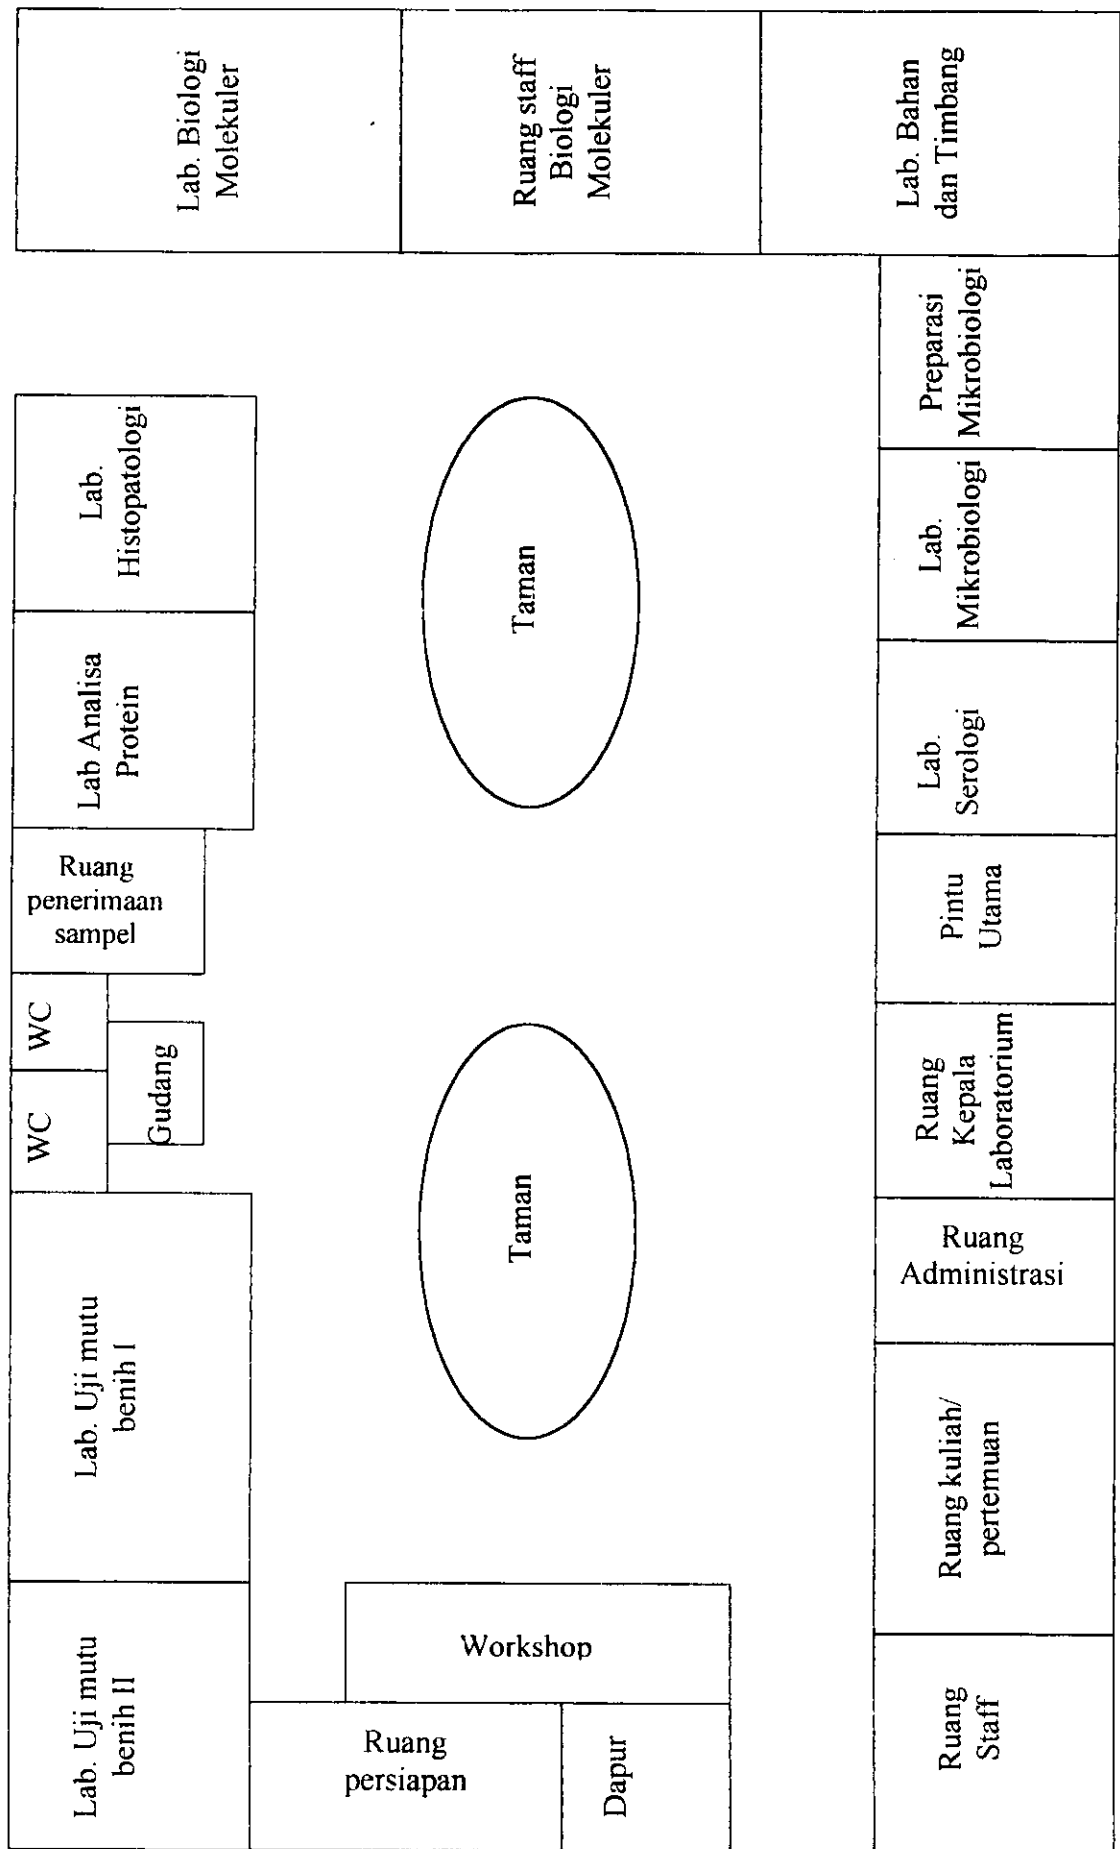 Lab. Biologi
Molekuler
Ruang staff
Biologi
Molekuler
Lab. Bahan
dan Timbang
Lab.
Histopatologi
Lab Analisa
Protein
Ruang
penerimaan
sampel
WC
WC
Gudang
Lab. Uji mutu
benih I
Lab. Uji mutu
benih II
Taman
Taman
Workshop
Ruang
persiapan
Dapur
Preparasi
Mikrobiologi
Lab.
Mikrobiologi
Lab.
Serologi
Pintu
Utama
Ruang
Kepala
Laboratorium
Ruang
Administrasi
Ruang kuliah/
pertemuan
Ruang
Staff